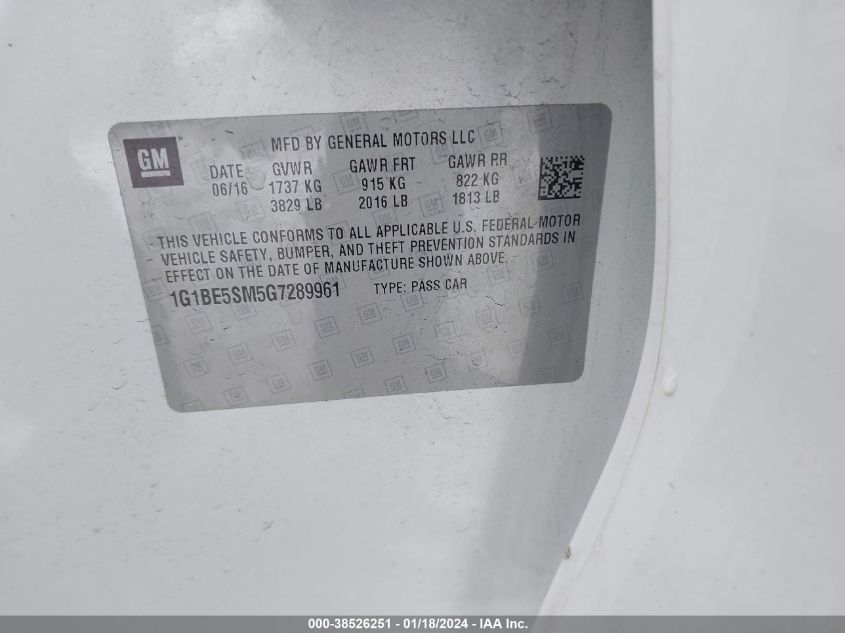 GM
MFD BY GENERAL MOTORS LLC
DATE GVWR GAWR FRT GAWR RR
06/16 1737 KG 915 KG 822 KG
3829 LB 2016 LB 1813 LB
THIS VEHICLE CONFORMS TO ALL APPLICABLE U.S. FEDERAL MOTOR
VEHICLE SAFETY, BUMPER, AND THEFT PREVENTION STANDARDS IN
EFFECT ON THE DATE OF MANUFACTURE SHOWN ABOVE.
1G1BE5SM5G7289961 TYPE: PASS CAR
000-38526251 - 01/18/2024 - IAA Inc.